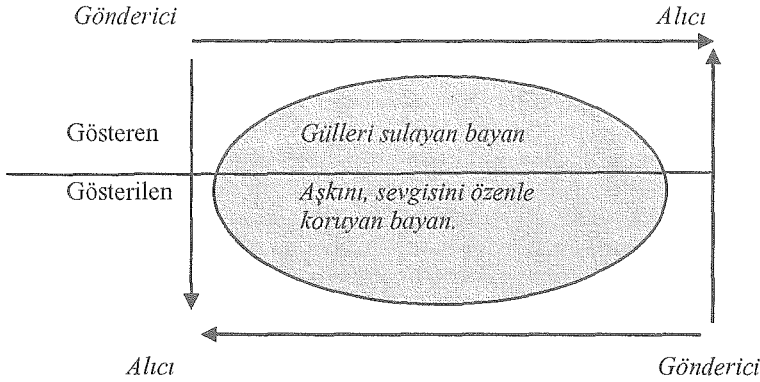 Gönderici Alıcı
Gösteren Gülleri sulayan bayan
Gösterilen Aşkını, sevgisini özenle
koruyan bayan.
Alıcı Gönderici